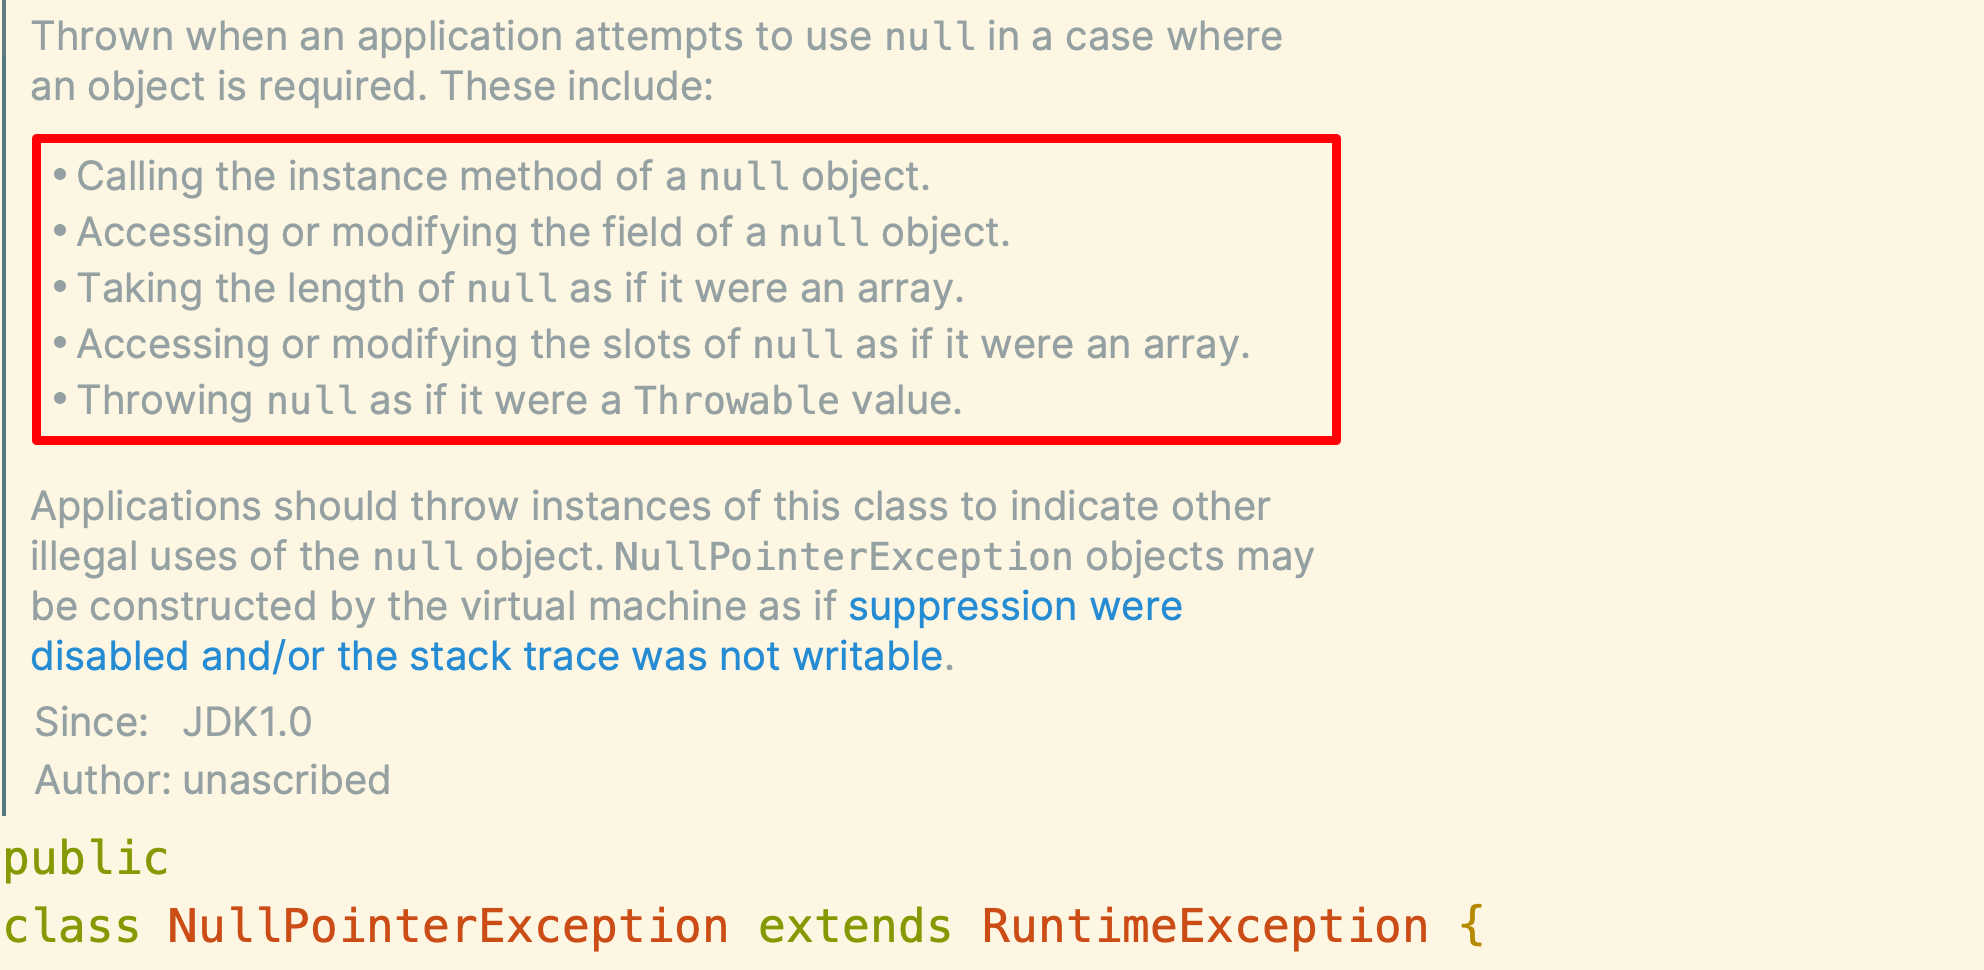 Thrown when an application attempts to use null in a case where
an object is required. These include:
• Calling the instance method of a null object.
• Accessing or modifying the field of a null object.
• Taking the length of null as if it were an array.
• Accessing or modifying the slots of null as if it were an array.
• Throwing null as if it were a Throwable value.
Applications should throw instances of this class to indicate other
illegal uses of the null object. NullPointerException objects may
be constructed by the virtual machine as if suppression were
disabled and/or the stack trace was not writable.
Since: JDK1.0
Author: unascribed
public
class NullPointerException extends RuntimeException {